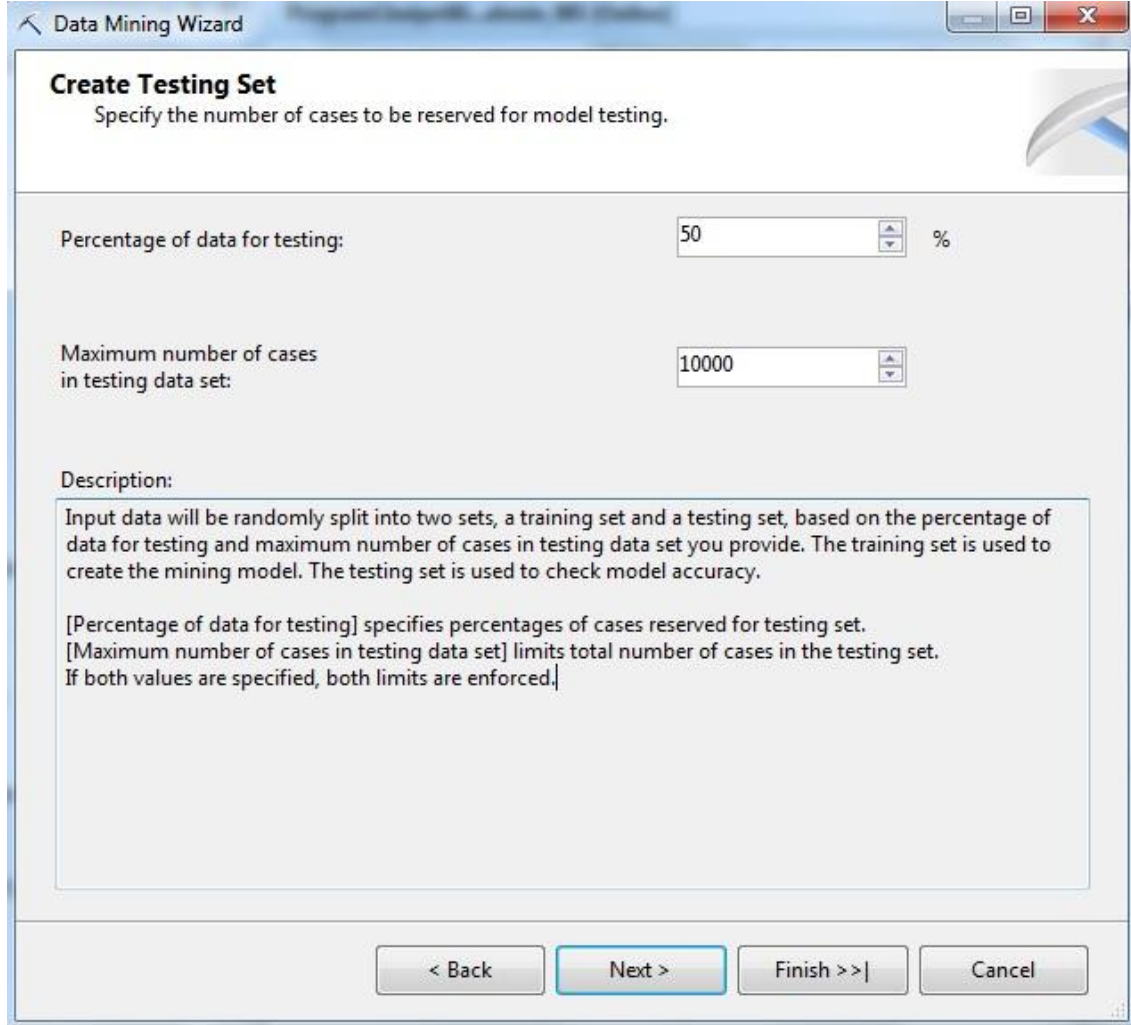 Data Mining Wizard
Create Testing Set
Specify the number of cases to be reserved for model testing.
Percentage of data for testing:
50
%
Maximum number of cases
in testing data set:
10000
Description:
Input data will be randomly split into two sets, a training set and a testing set, based on the percentage of
data for testing and maximum number of cases in testing data set you provide. The training set is used to
create the mining model. The testing set is used to check model accuracy.
[Percentage of data for testing] specifies percentages of cases reserved for testing set.
[Maximum number of cases in testing data set] limits total number of cases in the testing set.
If both values are specified, both limits are enforced.
< Back
Next >
Finish >>|
Cancel